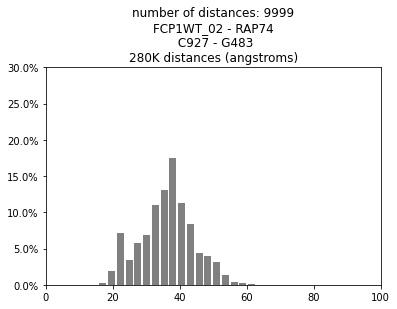 number of distances: 9999
FCP1WT_02 - RAP74
C927 - G483
280K distances (angstroms)
30.0%
25.0%
20.0%
15.0%
10.0%
5.0%
0.0%
0 20 40 60 80 100